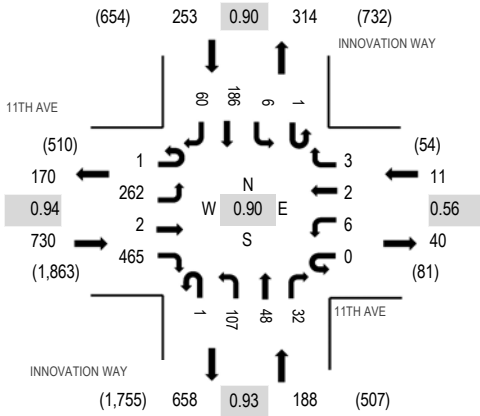 (654) 253 0.90 314 (732)
INNOVATION WAY
60 186 6 1
11TH AVE
(510)
170
0.94
730
(1,863)
1
262
2
465
N
W 0.90 E
S
3
2
6
0
(54)
11
0.56
40
(81)
1 107 48 32
11TH AVE
INNOVATION WAY
(1,755) 658 0.93 188 (507)